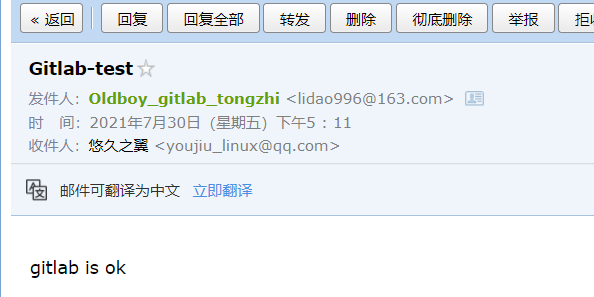 « 返回 回复 回复全部 转发 删除 彻底删除 举报 拒收
Gitlab-test
发件人：Oldboy_gitlab_tongzhi <lidao996@163.com>
时 间：2021年7月30日（星期五）下午5：11
收件人：悠久之翼 <youjiu_linux@qq.com>
邮件可翻译为中文 立即翻译
gitlab is ok